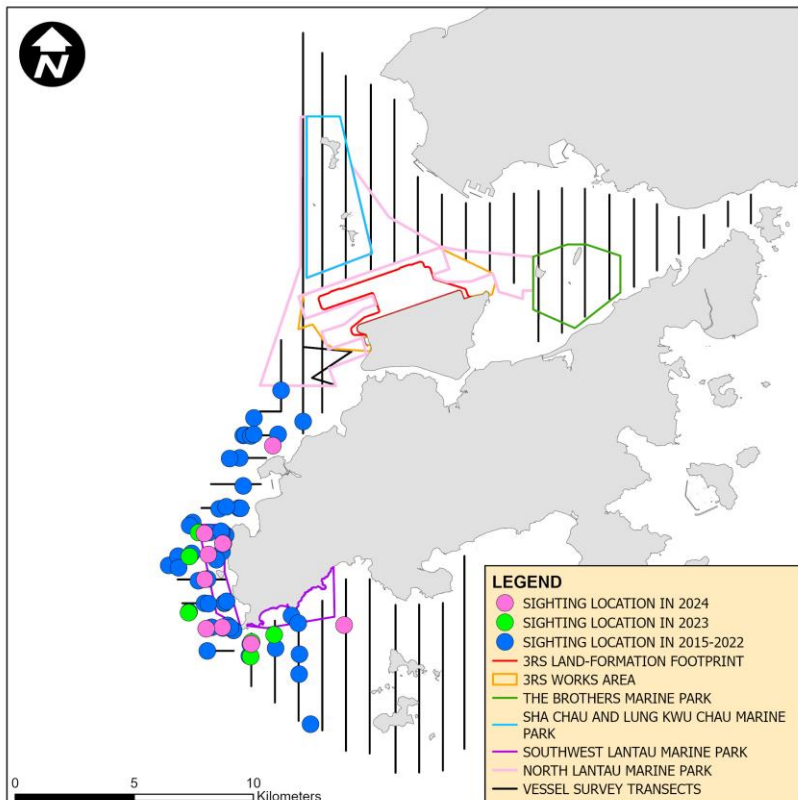 N
LEGEND
SIGHTING LOCATION IN 2024
SIGHTING LOCATION IN 2023
SIGHTING LOCATION IN 2015-2022
3RS LAND-FORMATION FOOTPRINT
3RS WORKS AREA
THE BROTHERS MARINE PARK
SHA CHAU AND LUNG KWU CHAU MARINE
PARK
SOUTHWEST LANTAU MARINE PARK
NORTH LANTAU MARINE PARK
VESSEL SURVEY TRANSECTS
0 5 10
Kilometers